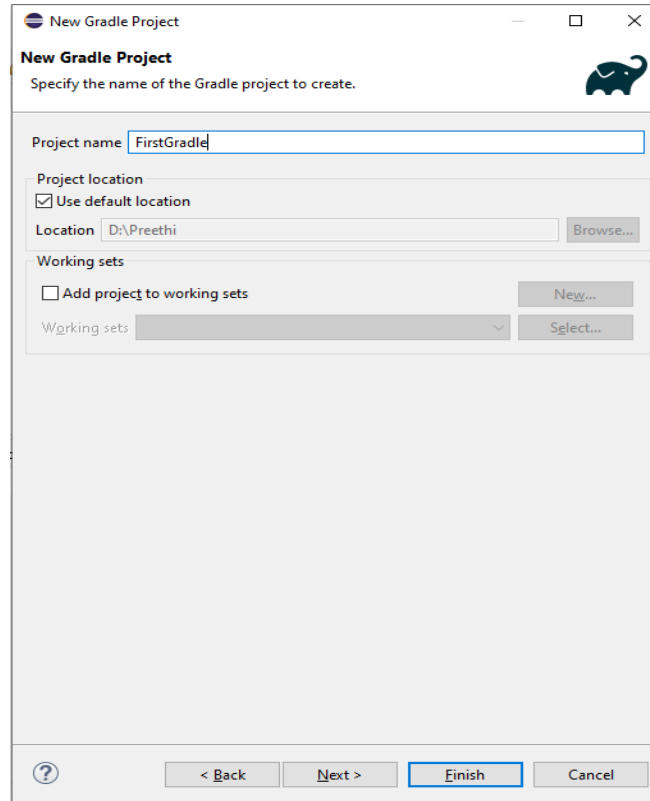 New Gradle Project
New Gradle Project
Specify the name of the Gradle project to create.
Project name FirstGradle
Project location
Use default location
Location D:\Preethi Browse...
Working sets
Add project to working sets New...
Working sets Select...
? < Back Next > Finish Cancel